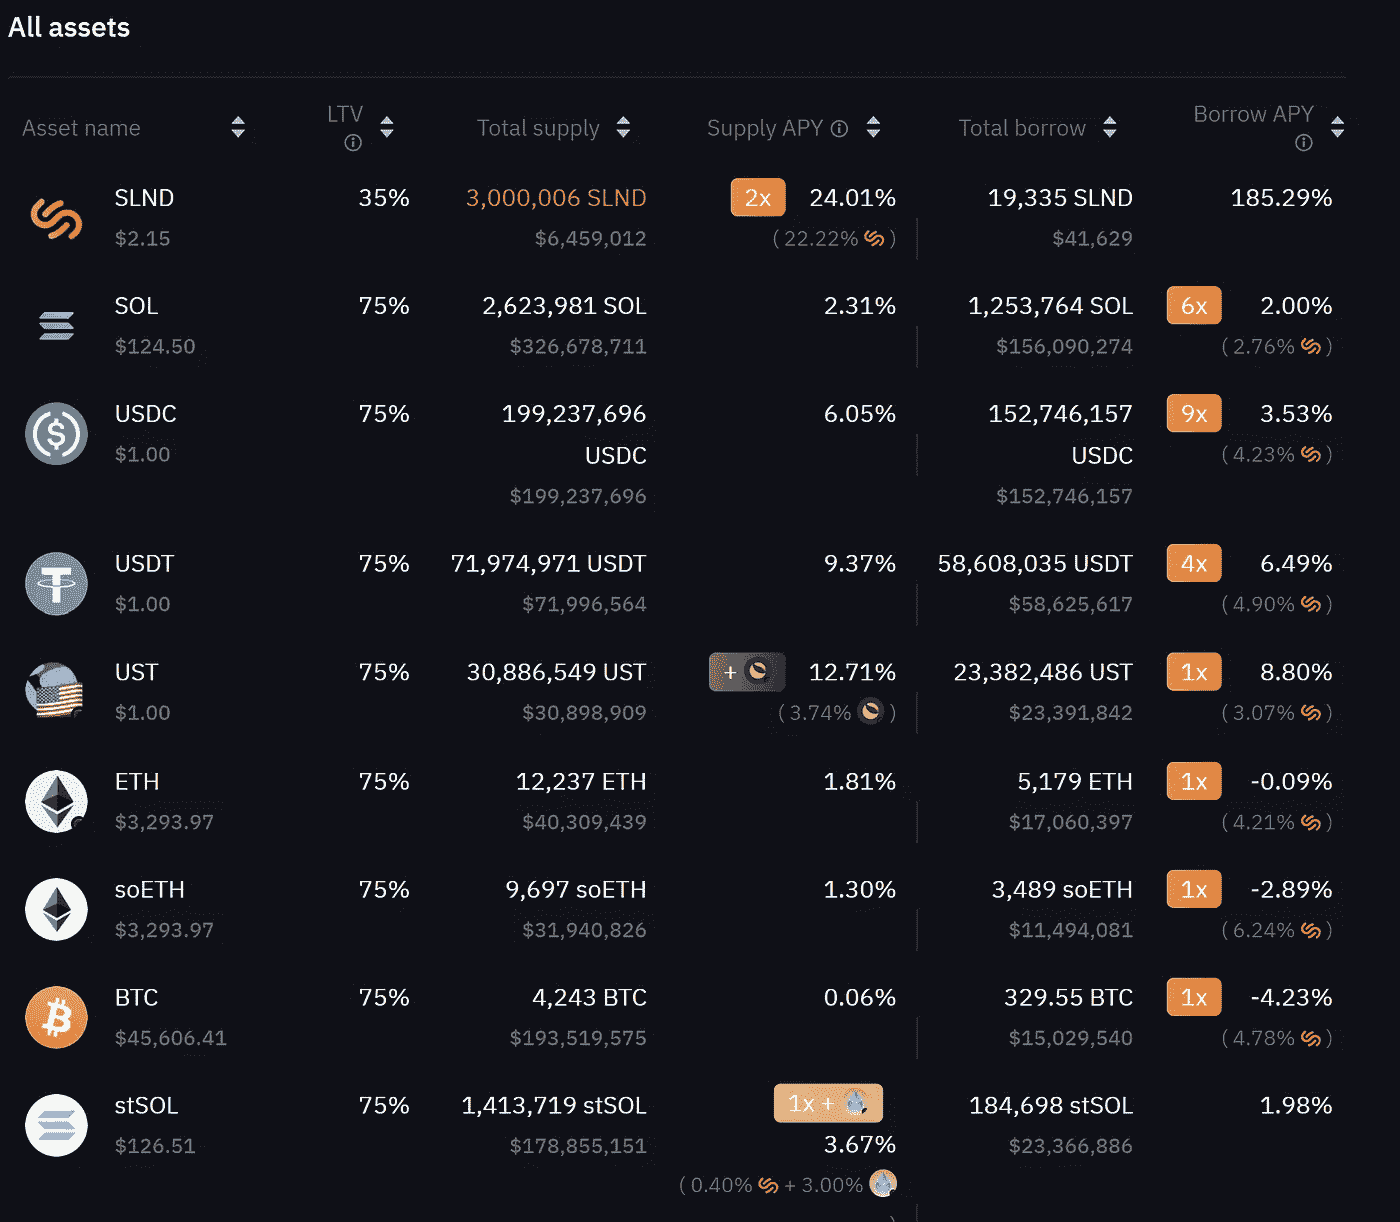 All assets
Asset name LTV Total supply Supply APY Total borrow Borrow APY
SLND 35% 3,000,006 SLND 2x 24.01% 19,335 SLND 185.29%
$2.15 $6,459,012 (22.22% ) $41,629
SOL 75% 2,623,981 SOL 2.31% 1,253,764 SOL 6x 2.00%
$124.50 $326,678,711 $156,090,274 (2.76% )
USDC 75% 199,237,696 6.05% 152,746,157 9x 3.53%
$1.00 USDC USDC (4.23% )
$199,237,696 $152,746,157
USDT 75% 71,974,971 USDT 9.37% 58,608,035 USDT 4x 6.49%
$1.00 $71,996,564 $58,625,617 (4.90% )
UST 75% 30,886,549 UST + 12.71% 23,382,486 UST 1x 8.80%
$1.00 $30,898,909 (3.74% ) $23,391,842 (3.07% )
ETH 75% 12,237 ETH 1.81% 5,179 ETH 1x -0.09%
$3,293.97 $40,309,439 $17,060,397 (4.21% )
soETH 75% 9,697 soETH 1.30% 3,489 soETH 1x -2.89%
$3,293.97 $31,940,826 $11,494,081 (6.24% )
BTC 75% 4,243 BTC 0.06% 329.55 BTC 1x -4.23%
$45,606.41 $193,519,575 $15,029,540 (4.78% )
stSOL 75% 1,413,719 stSOL 1x + 184,698 stSOL 1.98%
$126.51 $178,855,151 3.67% $23,366,886
(0.40% + 3.00%
)